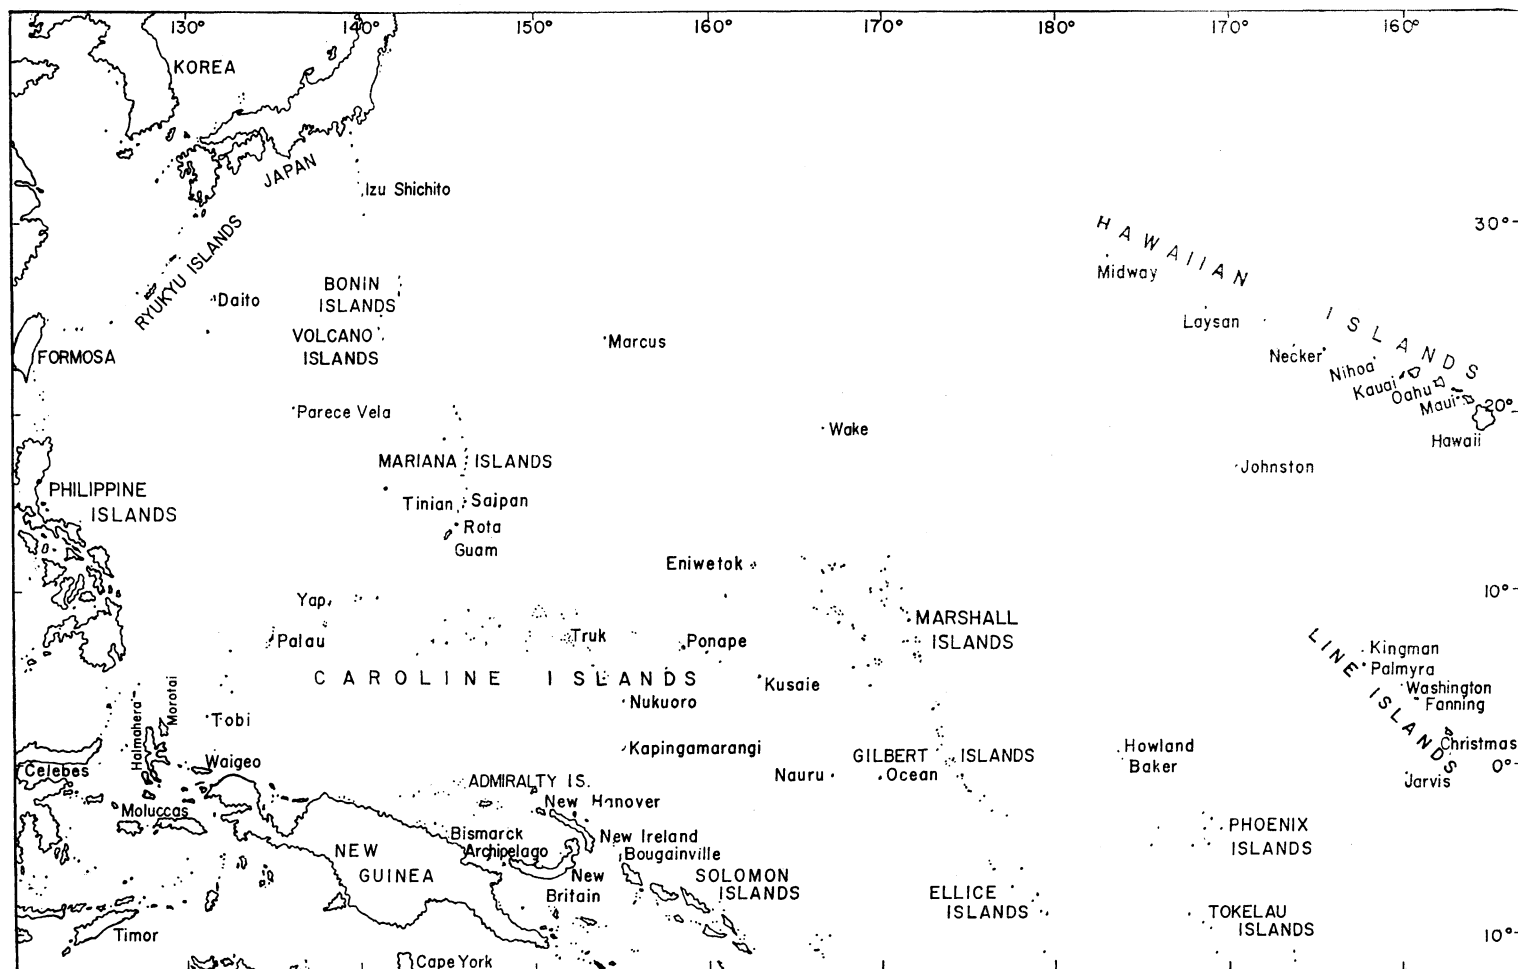 130° 140° 150° 160° 170° 180° 170° 160°
KOREA
JAPAN
Izu Shichito
30°
HAWAIIAN
ISLANDS
Midway
RYUKYU ISLANDS
BONIN
ISLANDS
Daito
Laysan
VOLCANO
ISLANDS
Marcus
FORMOSA
Necker
Nihoa
Kauai
Oahu
Maui
20°
Hawaii
Parece Vela
Wake
MARIANA ISLANDS
Johnston
PHILIPPINE
ISLANDS
Tinian
Saipan
Rota
Guam
Eniwetok
10°
Yap
MARSHALL
ISLANDS
Palau
Truk
Ponape
LINE ISLANDS
Kingman
Palmyra
Washington
Fanning
CAROLINE ISLANDS
Kusaie
Nukuoro
Halmahera
Morotai
Tobi
Christmas
Kapingamarangi
GILBERT ISLANDS
Howland
Baker
Waigeo
Celebes
0°
Nauru
Ocean
Jarvis
ADMIRALTY IS.
New Hanover
Moluccas
PHOENIX
ISLANDS
Bismarck
Archipelago
New Ireland
Bougainville
NEW
GUINEA
New
Britain
SOLOMON
ISLANDS
ELLICE
ISLANDS
TOKELAU
ISLANDS
Timor
10°
Cape York